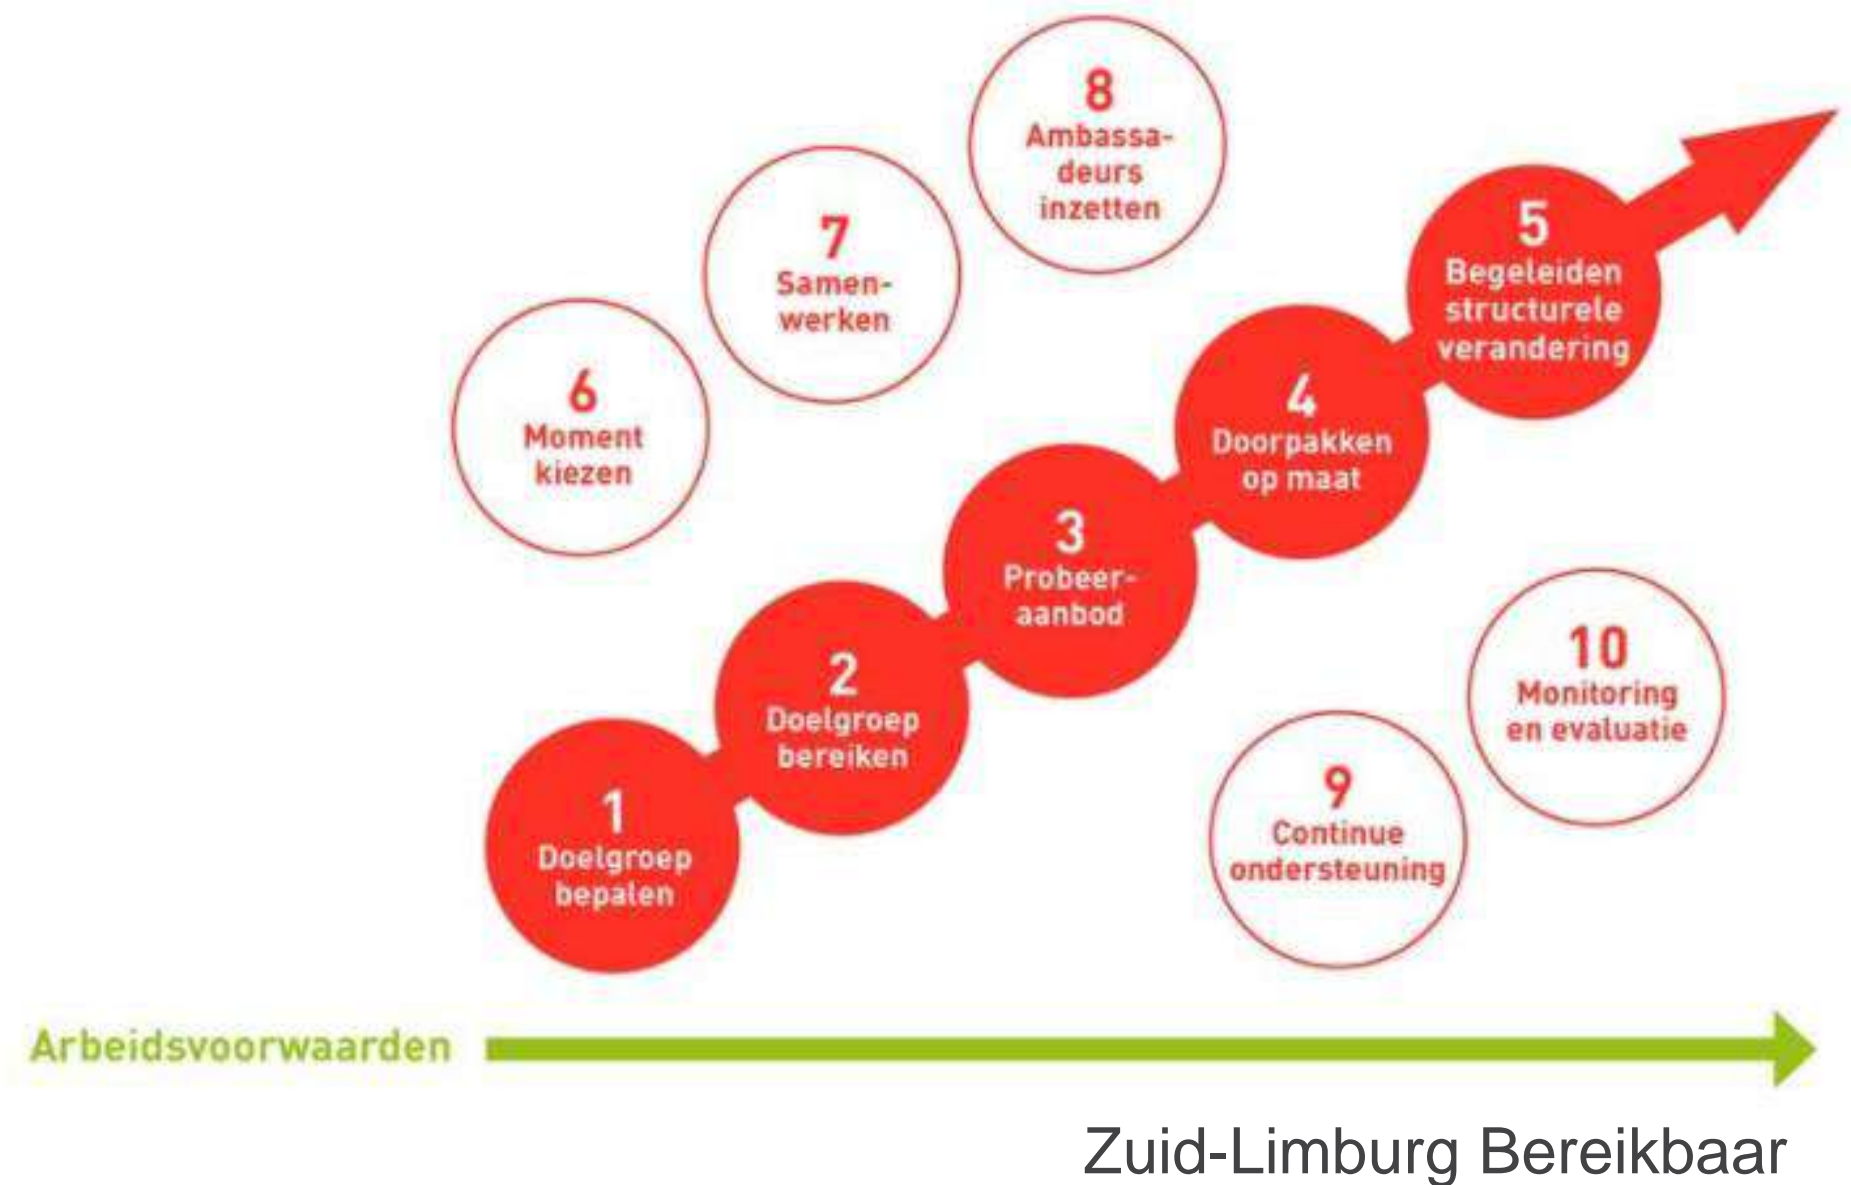 8
Ambassa-
deurs
inzetten
7
Samen-
werken
5
Begeleiden
structurele
verandering
6
Moment
kiezen
4
Doorpakken
op maat
3
Probeer-
aanbod
10
Monitoring
en evaluatie
2
Doelgroep
bereiken
9
Continue
ondersteuning
1
Doelgroep
bepalen
Arbeidsvoorwaarden
Zuid-Limburg Bereikbaar